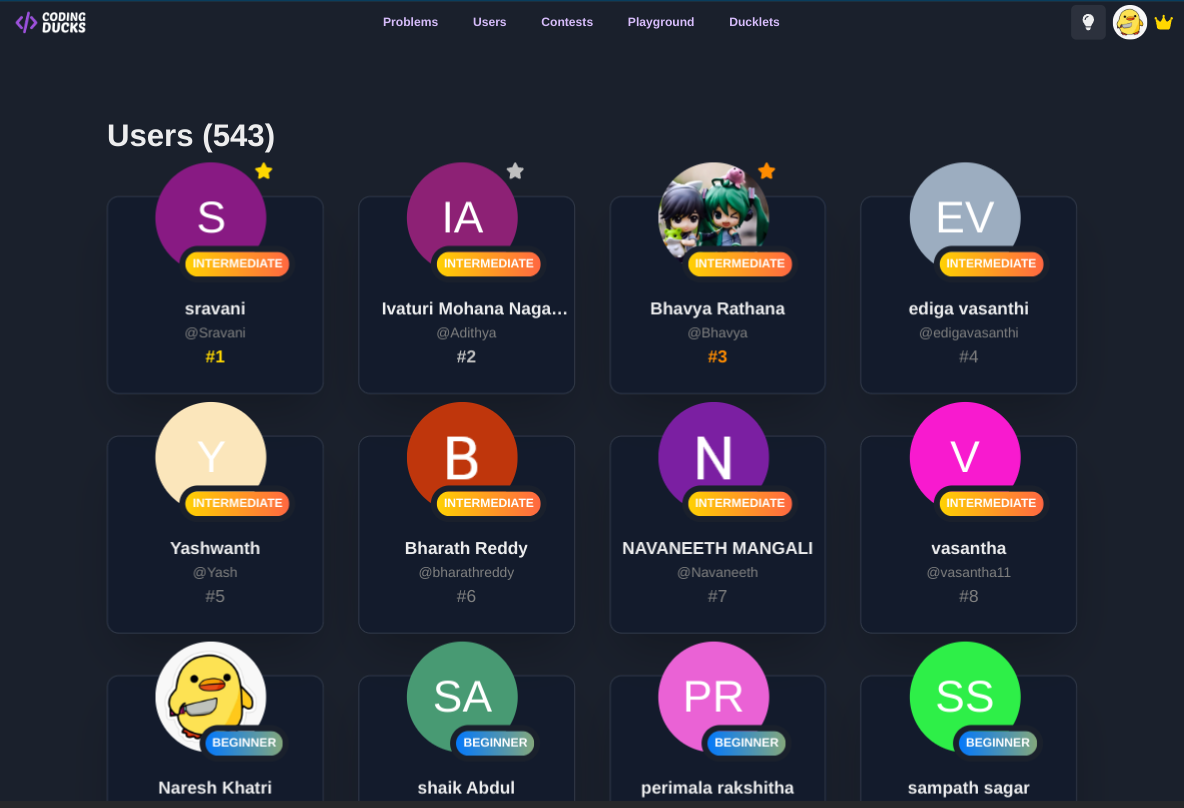 CODING
DUCKS
Problems
Users
Contests
Playground
Ducklets
Users (543)
S
INTERMEDIATE
sravani
@Sravani
#1
IA
INTERMEDIATE
Ivaturi Mohana Naga…
@Adithya
#2
INTERMEDIATE
Bhavya Rathana
@Bhavya
#3
EV
INTERMEDIATE
ediga vasanthi
@edigavasanthi
#4
Y
INTERMEDIATE
Yashwanth
@Yash
#5
B
INTERMEDIATE
Bharath Reddy
@bharathreddy
#6
N
INTERMEDIATE
NAVANEETH MANGALI
@Navaneeth
#7
V
INTERMEDIATE
vasantha
@vasantha11
#8
BEGINNER
Naresh Khatri
SA
BEGINNER
shaik Abdul
PR
BEGINNER
perimala rakshitha
SS
BEGINNER
sampath sagar